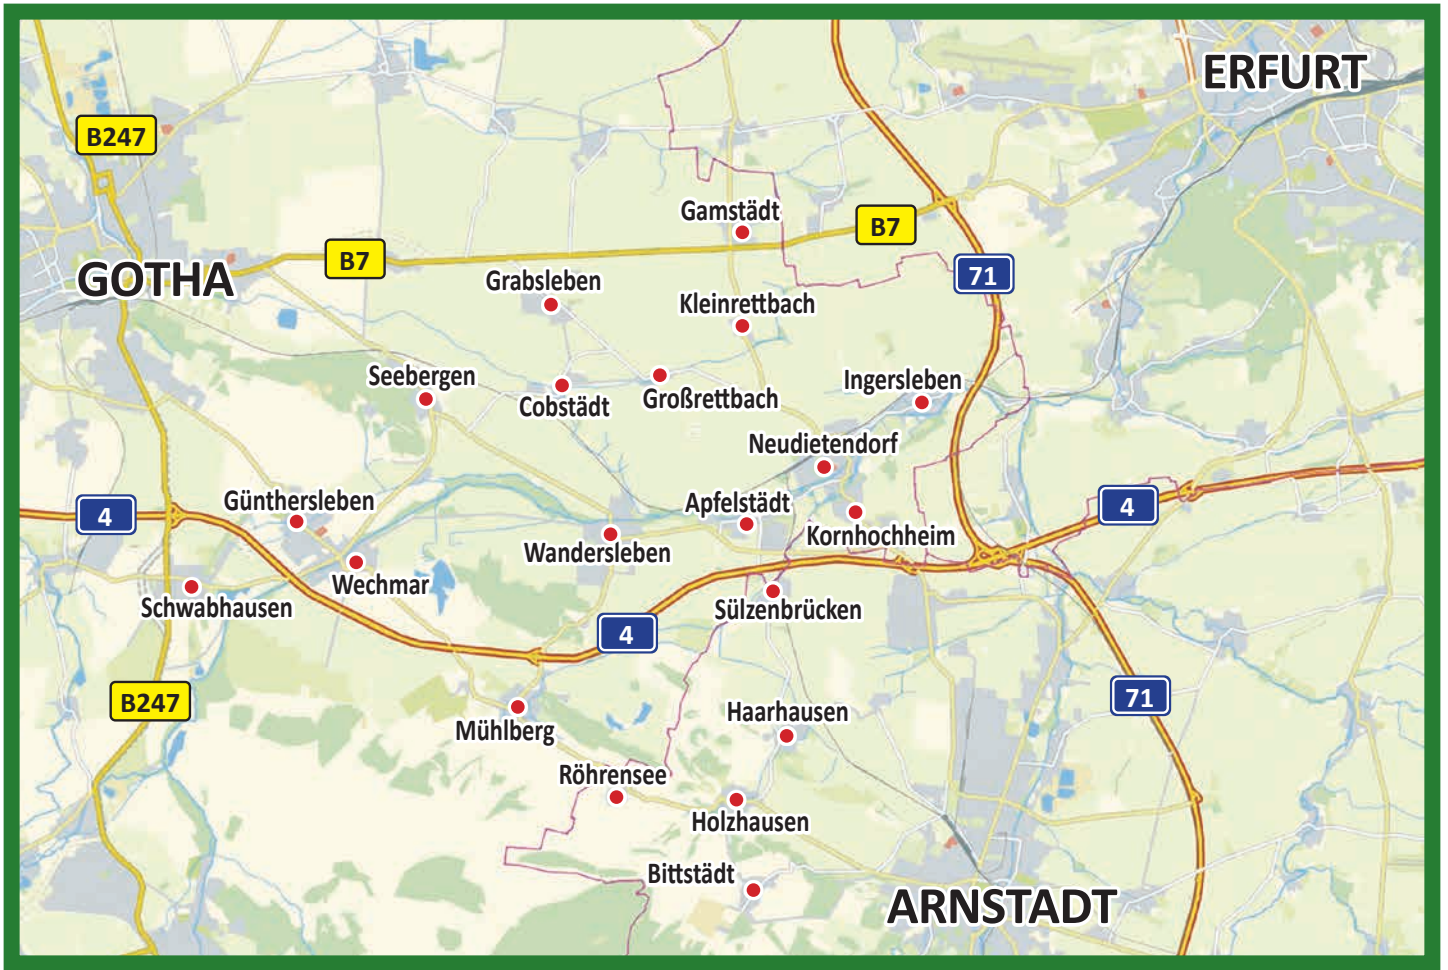 ERFURT
B247
Gamstädt
B7
B7
GOTHA
71
Grabsleben
Kleinrettbach
Seebergen
Ingersleben
Cobstädt
Großrettbach
Neudietendorf
Günthersleben
Apfelstädt
4
4
Kornhochheim
Wandersleben
Wechmar
Schwabhausen
Sülzenbrücken
4
B247
71
Haarhausen
Mühlberg
Röhrensee
Holzhausen
Bittstädt
ARNSTADT